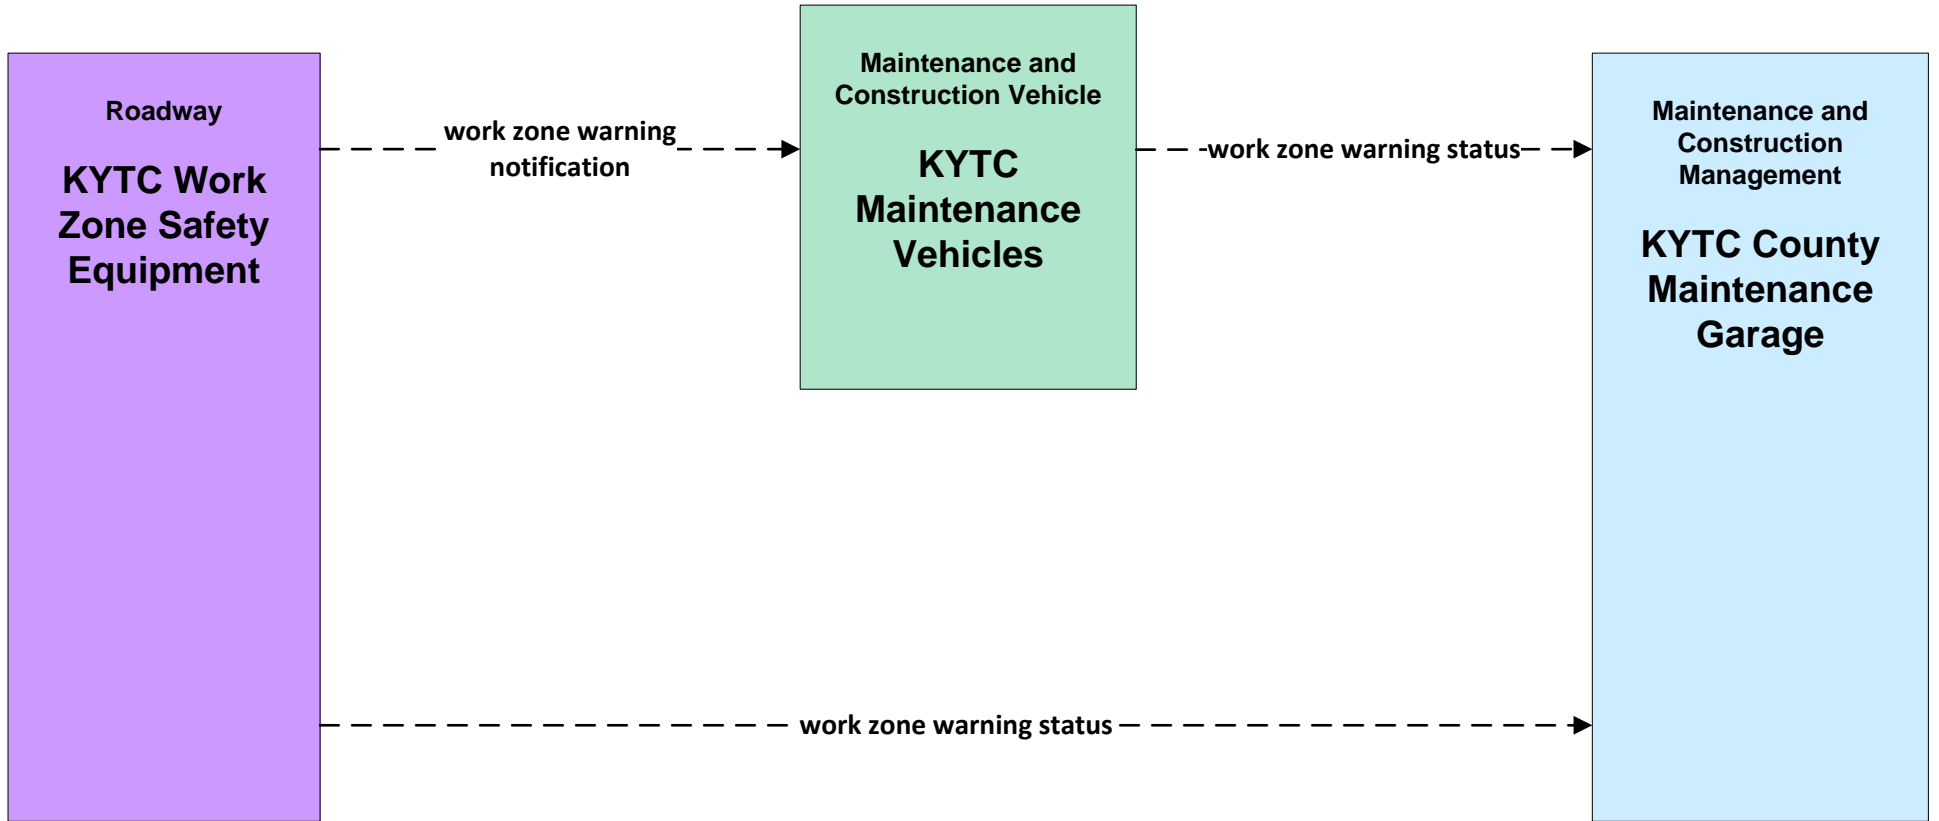 Roadway
KYTC Work
Zone Safety
Equipment
work zone warning
notification
Maintenance and
Construction Vehicle
KYTC
Maintenance
Vehicles
work zone warning status
Maintenance and
Construction
Management
KYTC County
Maintenance
Garage
work zone warning status